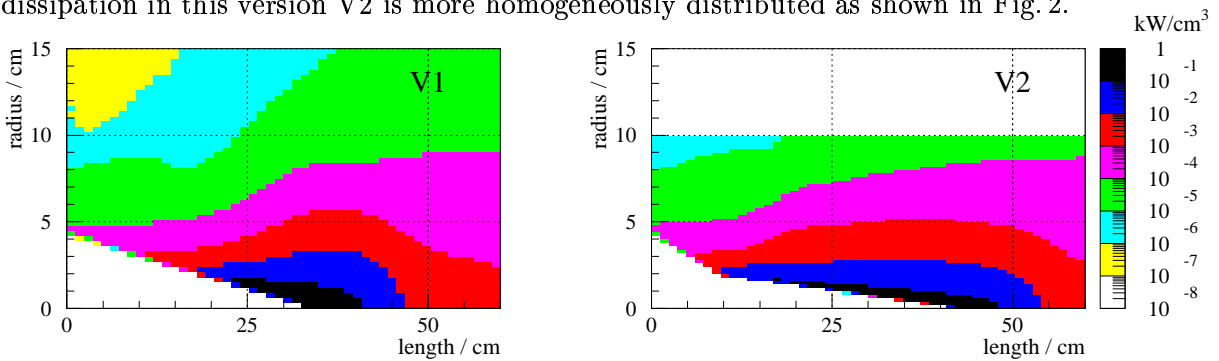 dissipation in this version V2 is more homogeneously distributed as shown in Fig. 2.
kW/cm3
radius / cm
15
10
5
0
V1
0 25 50
length / cm
radius / cm
15
10
5
0
V2
0 25 50
length / cm
1
10 -1
10 -2
10 -3
10 -4
10 -5
10 -6
10 -7
10 -8